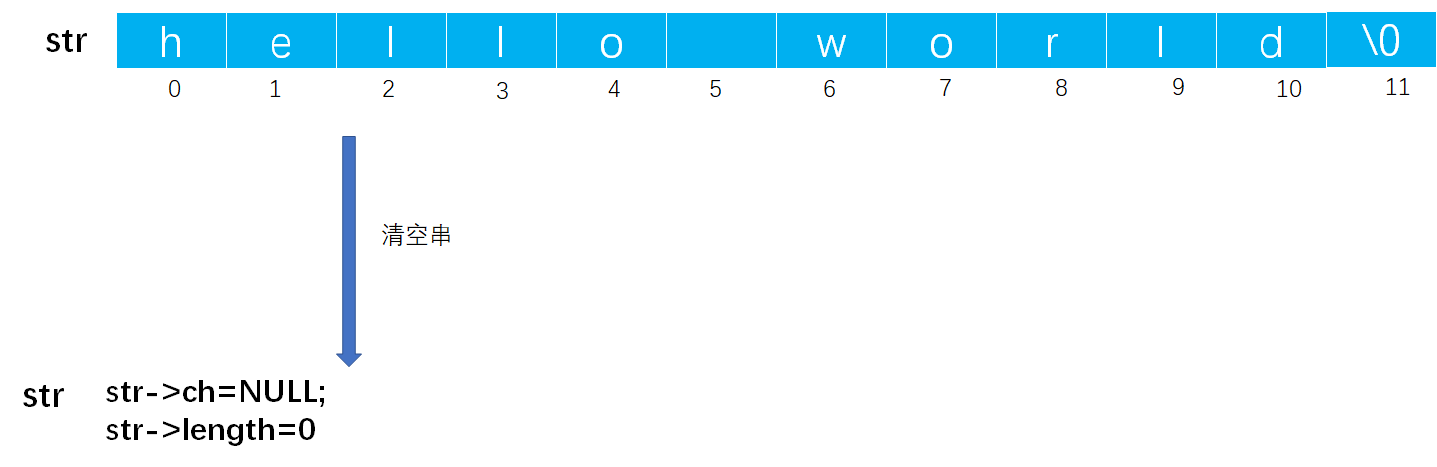 str h e l l o w o r l d \0
0 1 2 3 4 5 6 7 8 9 10 11
清空串
str str->ch=NULL;
str->length=0